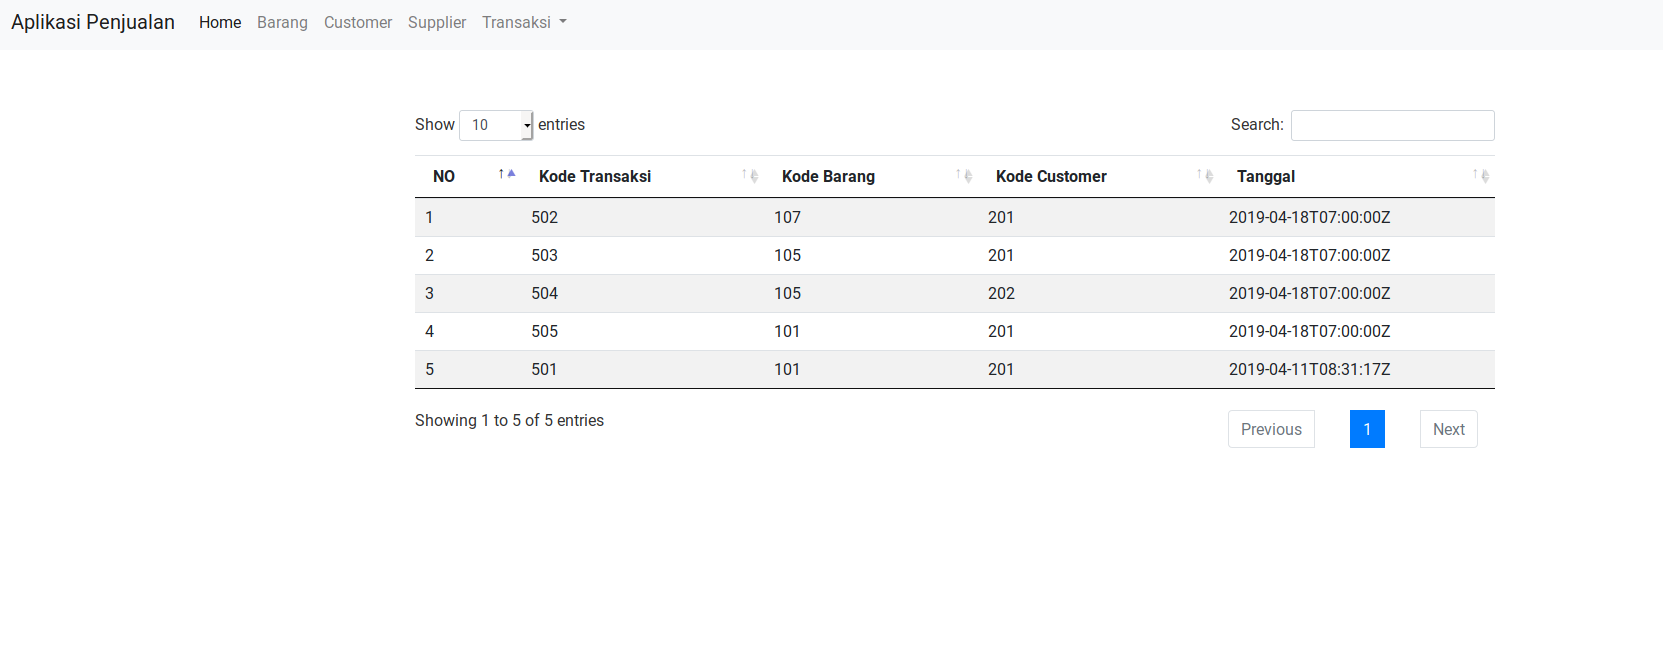 Aplikasi Penjualan Home Barang Customer Supplier Transaksi
Show 10 entries Search:
NO Kode Transaksi Kode Barang Kode Customer Tanggal
1 502 107 201 2019-04-18T07:00:00Z
2 503 105 201 2019-04-18T07:00:00Z
3 504 105 202 2019-04-18T07:00:00Z
4 505 101 201 2019-04-18T07:00:00Z
5 501 101 201 2019-04-11T08:31:17Z
Showing 1 to 5 of 5 entries Previous 1 Next